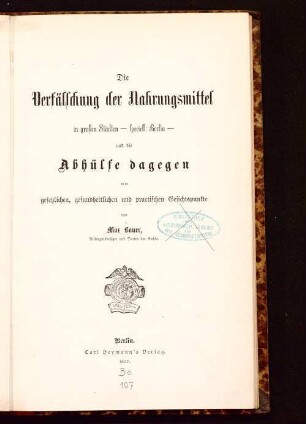 Die
Verfälschung der Nahrungsmittel
in großen Städten — speciell Berlin —
und die
Abhülfe dagegen
vom
gesetzlichen, gesundheitlichen und practischen Gesichtspunkte
von
Max Bauer,
Berlin.
Carl Heymann's Verlag.
Bo
107